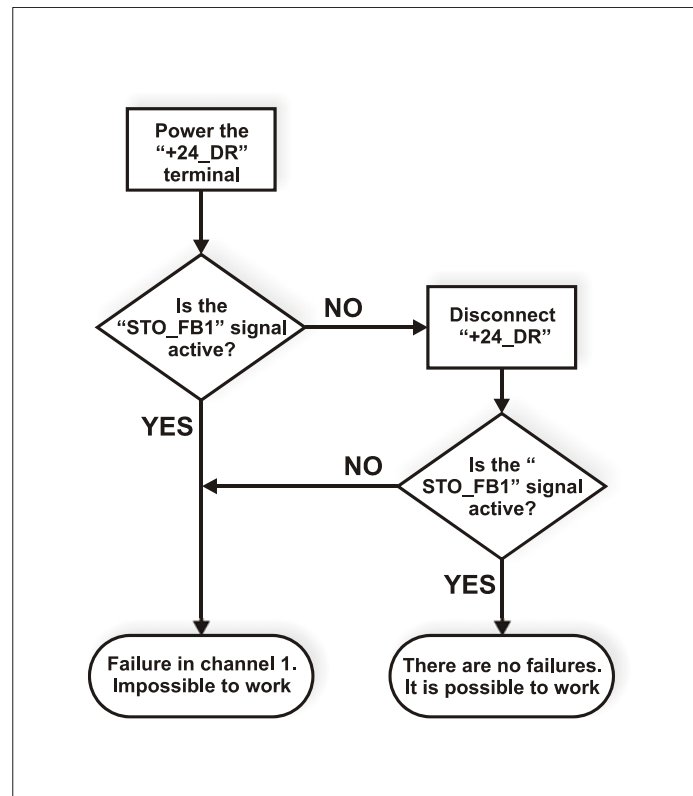 Power the
“+24_DR”
terminal
Is the
“STO_FB1” signal
active?
NO
Disconnect
“+24_DR”
YES
NO
Is the “
STO_FB1” signal
active?
YES
Failure in channel 1.
Impossible to work
There are no failures.
It is possible to work